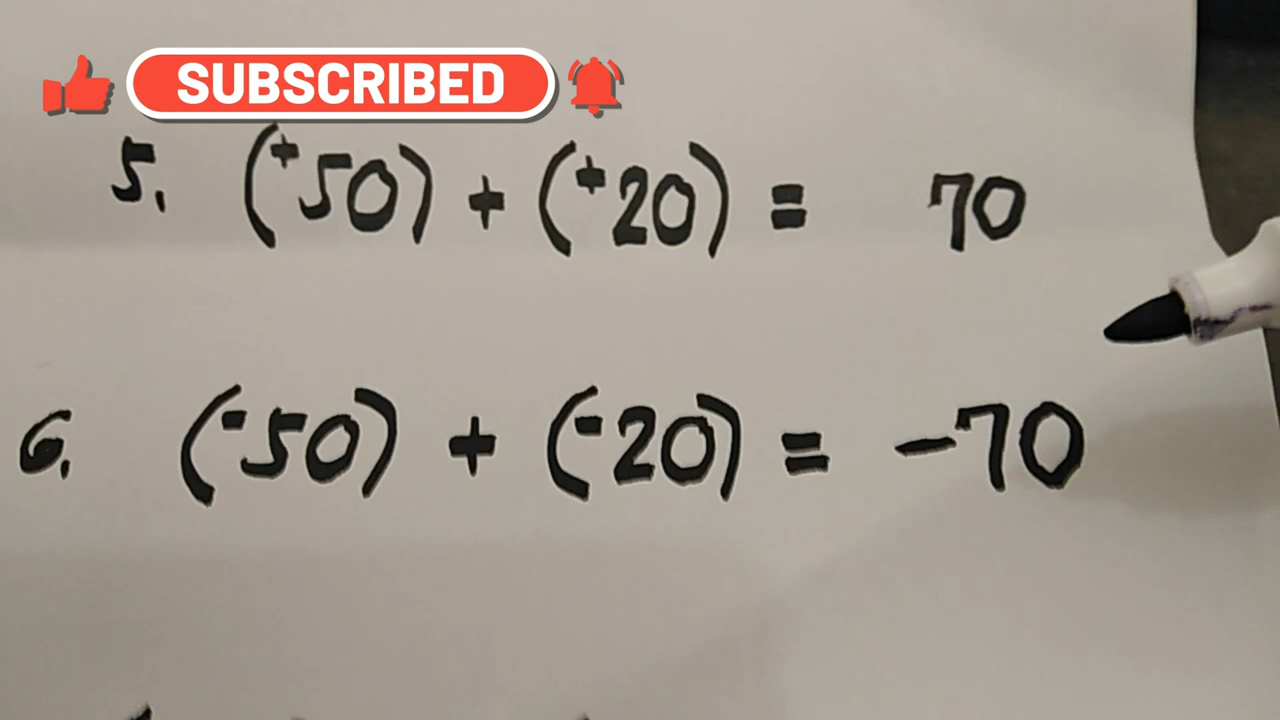 SUBSCRIBED
5. (+50) + (+20) = 70
6. (-50) + (-20) = -70